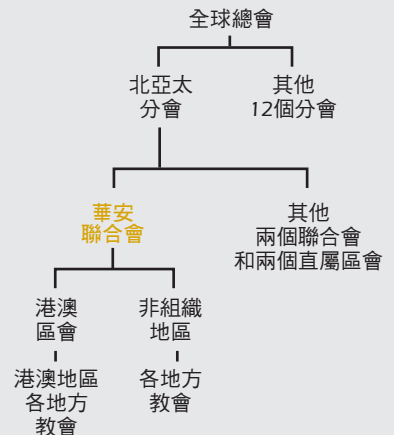 全球總會
北亞太
分會
其他
12個分會
華安
聯合會
其他
兩個聯合會
和兩個直屬區會
港澳
區會
非組織
地區
港澳地區
各地方
教會
各地方
教會